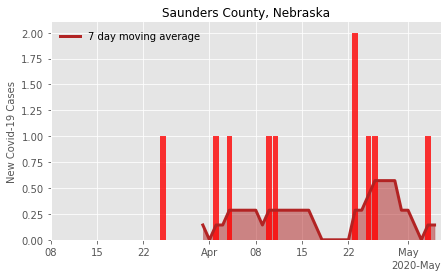 Saunders County, Nebraska
7 day moving average
New Covid-19 Cases
2.00
1.75
1.50
1.25
1.00
0.75
0.50
0.25
0.00
08 15 22 Apr 08 15 22 May
2020-May